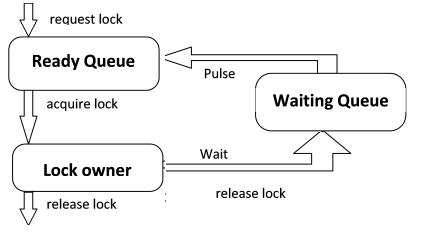 request lock
Ready Queue
Pulse
Waiting Queue
acquire lock
Wait
Lock owner
release lock
release lock